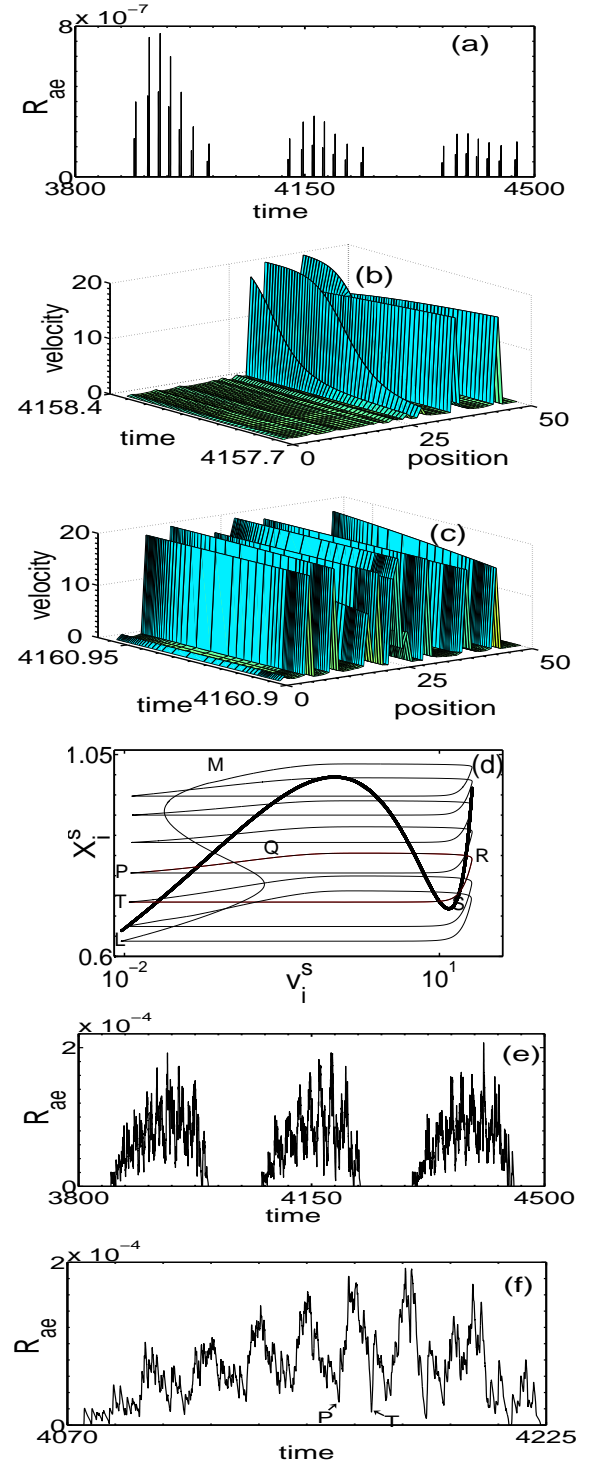 8 × 10⁻⁷
(a)
R_ae
0
3800 4150 4500
time
20
(b)
velocity
10
0
4158.4
50
time
25
4157.7 0
position
20
(c)
velocity
10
0
4160.95
50
time
25
4160.9 0
position
1.05
M
(d)
X_i^s
Q
R
P
T
S
L
0.6
10⁻² 10¹
v_i^s
2 × 10⁻⁴
(e)
R_ae
0
3800 4150 4500
time
2 × 10⁻⁴
(f)
R_ae
P T
0
4070 4225
time